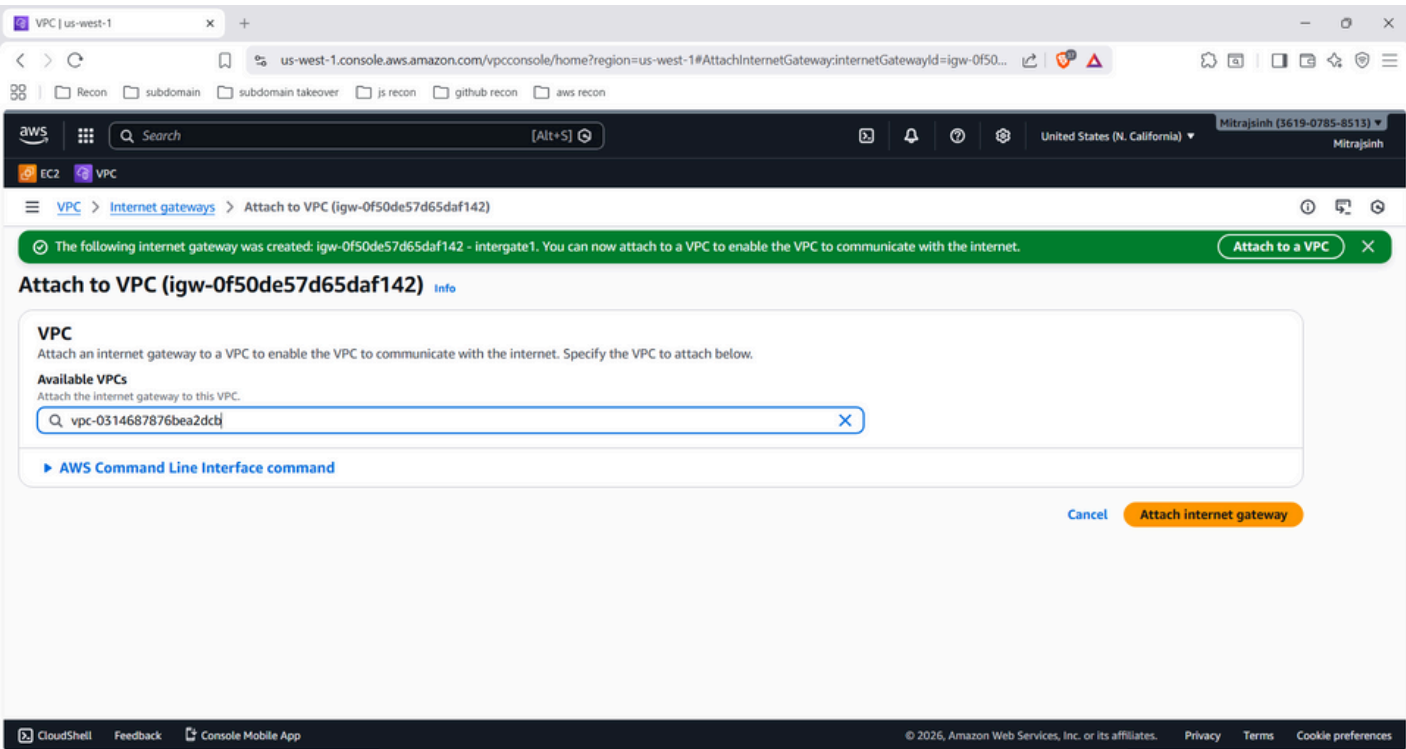 VPC | us-west-1
us-west-1.console.aws.amazon.com/vpcconsole/home?region=us-west-1#AttachInternetGateway:internetGatewayId=igw-0f50...
Recon subdomain subdomain takeover js recon github recon aws recon
aws Search [Alt+S] United States (N. California) Mitrajsinh (3619-0785-8513)
Mitrajsinh
EC2 VPC
VPC > Internet gateways > Attach to VPC (igw-0f50de57d65daf142)
The following internet gateway was created: igw-0f50de57d65daf142 - intergate1. You can now attach to a VPC to enable the VPC to communicate with the internet. Attach to a VPC
Attach to VPC (igw-0f50de57d65daf142) Info
VPC
Attach an internet gateway to a VPC to enable the VPC to communicate with the internet. Specify the VPC to attach below.
Available VPCs
Attach the internet gateway to this VPC.
vpc-0314687876bea2dcb
AWS Command Line Interface command
Cancel Attach internet gateway
CloudShell Feedback Console Mobile App © 2026, Amazon Web Services, Inc. or its affiliates. Privacy Terms Cookie preferences